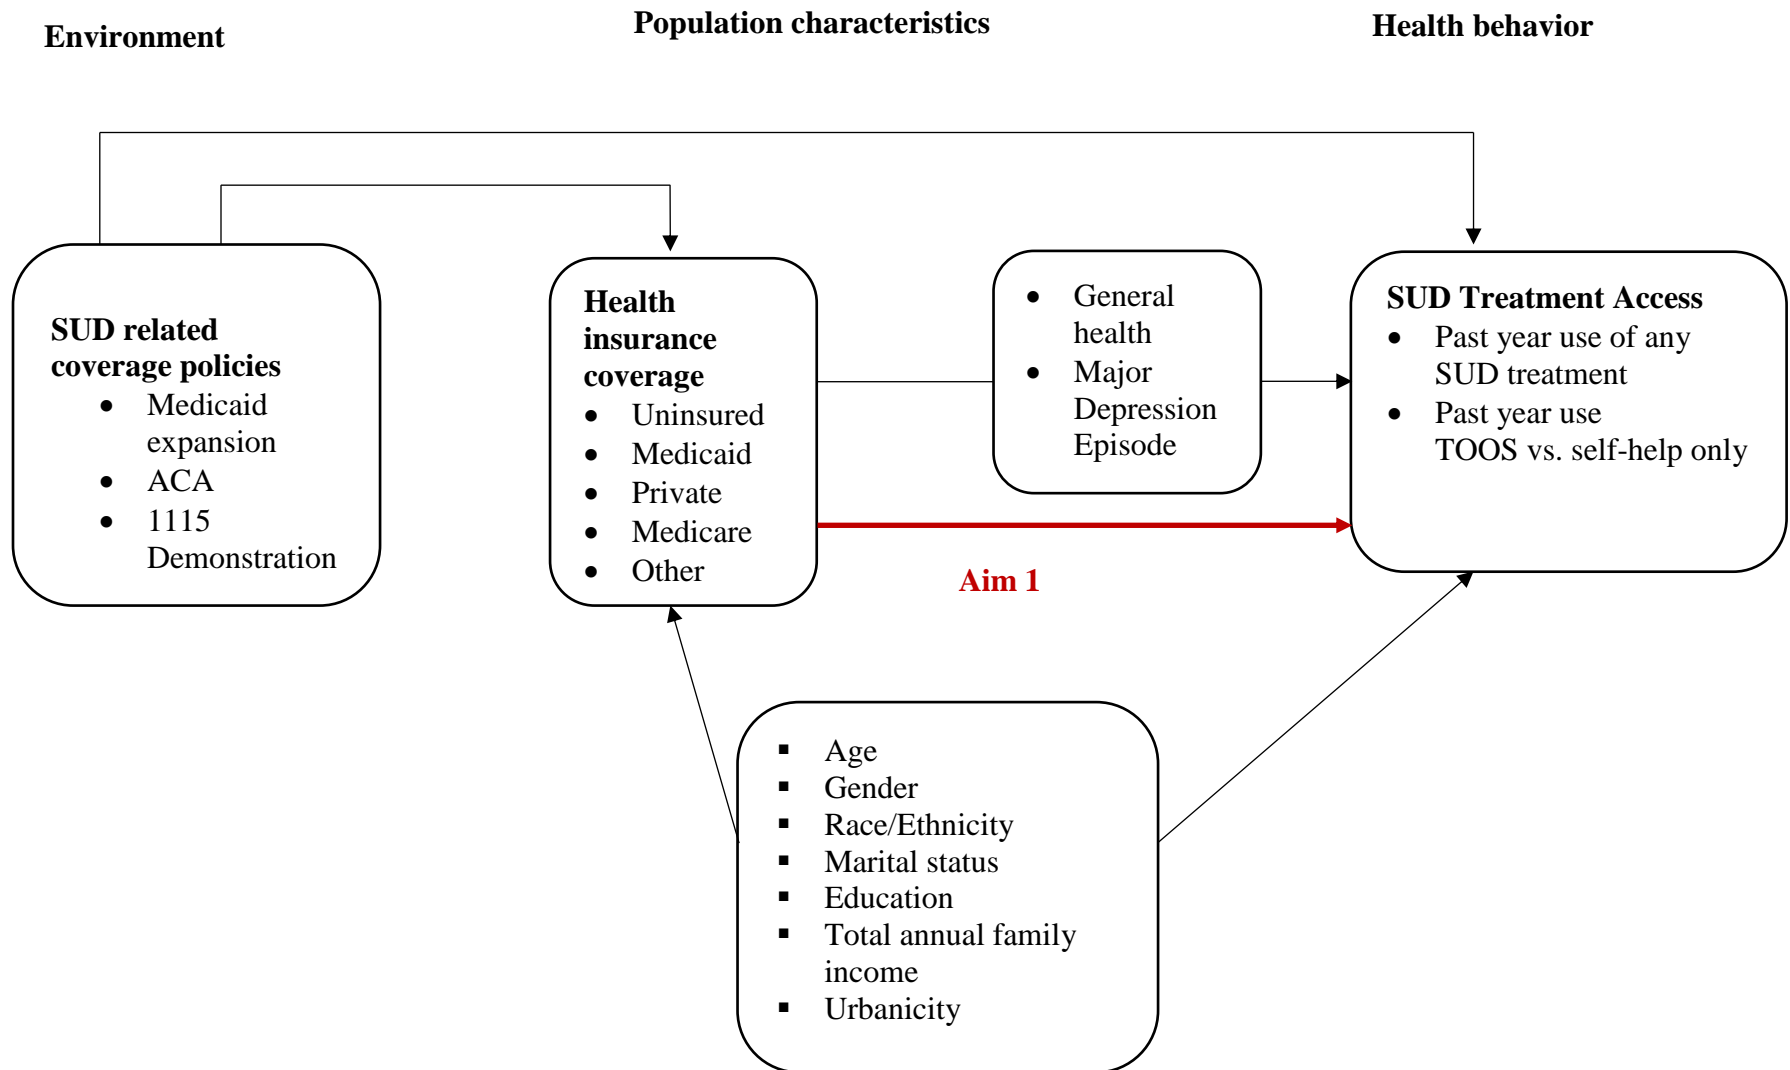 Environment
Population characteristics
Health behavior
SUD related
coverage policies
● Medicaid
expansion
● ACA
● 1115
Demonstration
Health
insurance
coverage
● Uninsured
● Medicaid
● Private
● Medicare
● Other
● General
health
● Major
Depression
Episode
SUD Treatment Access
● Past year use of any
SUD treatment
● Past year use
TOOS vs. self-help only
Aim 1
▪ Age
▪ Gender
▪ Race/Ethnicity
▪ Marital status
▪ Education
▪ Total annual family
income
▪ Urbanicity